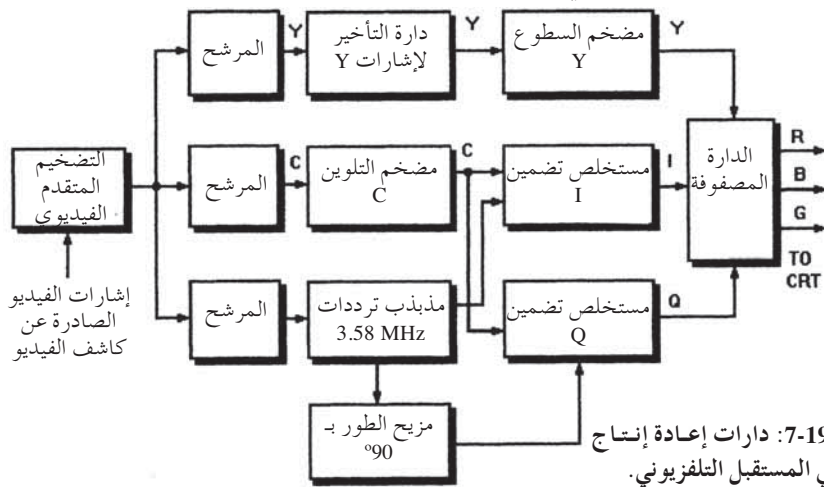 المرشح
Y
دارة التأخير
لإشارات Y
Y
مضخم السطوع
Y
Y
التضخيم
المتقدم
الفيديوي
المرشح
C
مضخم التلوين
C
C
مستخلص تضمين
I
I
الدارة
المصفوفة
R
B
G
TO
CRT
إشارات الفيديو
الصادرة عن
كاشف الفيديو
المرشح
مذبذب ترددات
3.58 MHz
مستخلص تضمين
Q
Q
مزيح الطور بـ
90º
7-19: دارات إعادة إنتاج
المستقبل التلفزيوني.